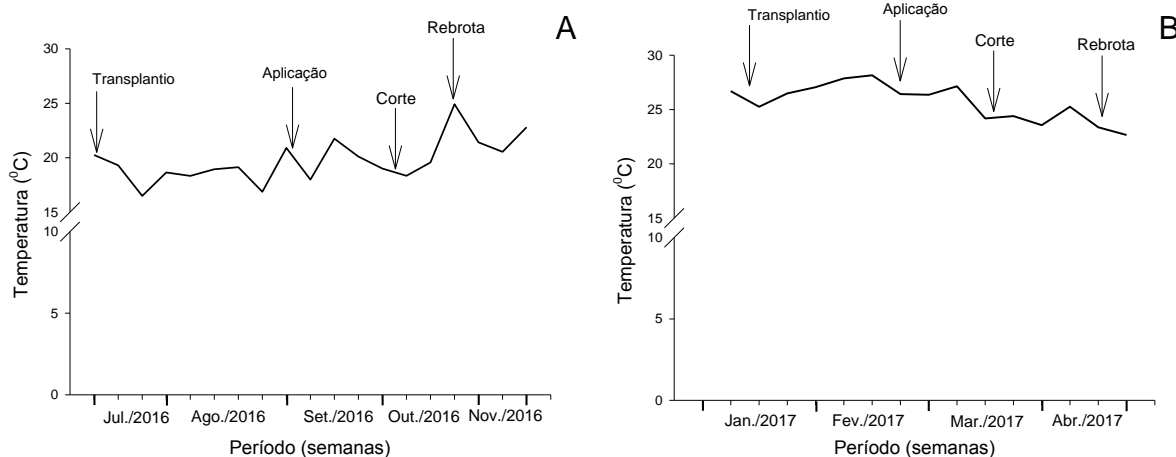 A
Rebrota
Transplantio
Aplicação
Corte
30
25
20
15
10
5
0
Temperatura (⁰C)
Jul./2016
Ago./2016
Set./2016
Out./2016
Nov./2016
Período (semanas)
B
Transplantio
Aplicação
Corte
Rebrota
30
25
20
15
10
5
0
Temperatura (⁰C)
Jan./2017
Fev./2017
Mar./2017
Abr./2017
Período (semanas)